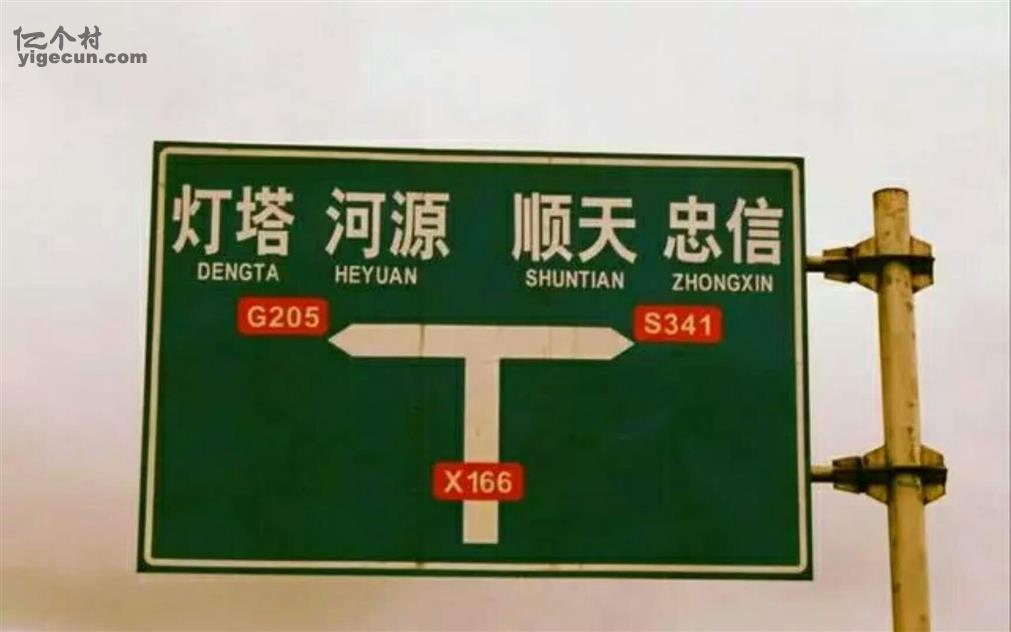 亿个村
yigecun.com
灯塔 河源 顺天 忠信
DENGTA HEYUAN SHUNTIAN ZHONGXIN
G205 S341
X166